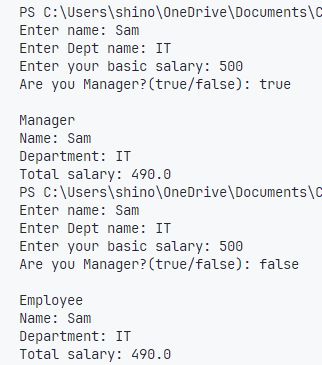 PS C:\Users\shino\OneDrive\Documents\C
Enter name: Sam
Enter Dept name: IT
Enter your basic salary: 500
Are you Manager?(true/false): true
Manager
Name: Sam
Department: IT
Total salary: 490.0
PS C:\Users\shino\OneDrive\Documents\C
Enter name: Sam
Enter Dept name: IT
Enter your basic salary: 500
Are you Manager?(true/false): false
Employee
Name: Sam
Department: IT
Total salary: 490.0